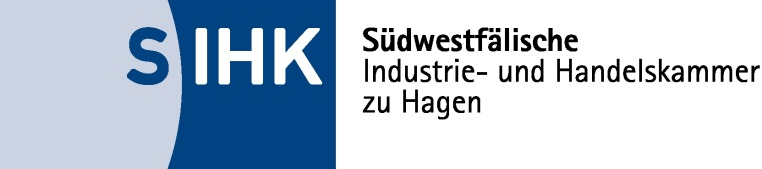 SIHK
Südwestfälische
Industrie- und Handelskammer
zu Hagen